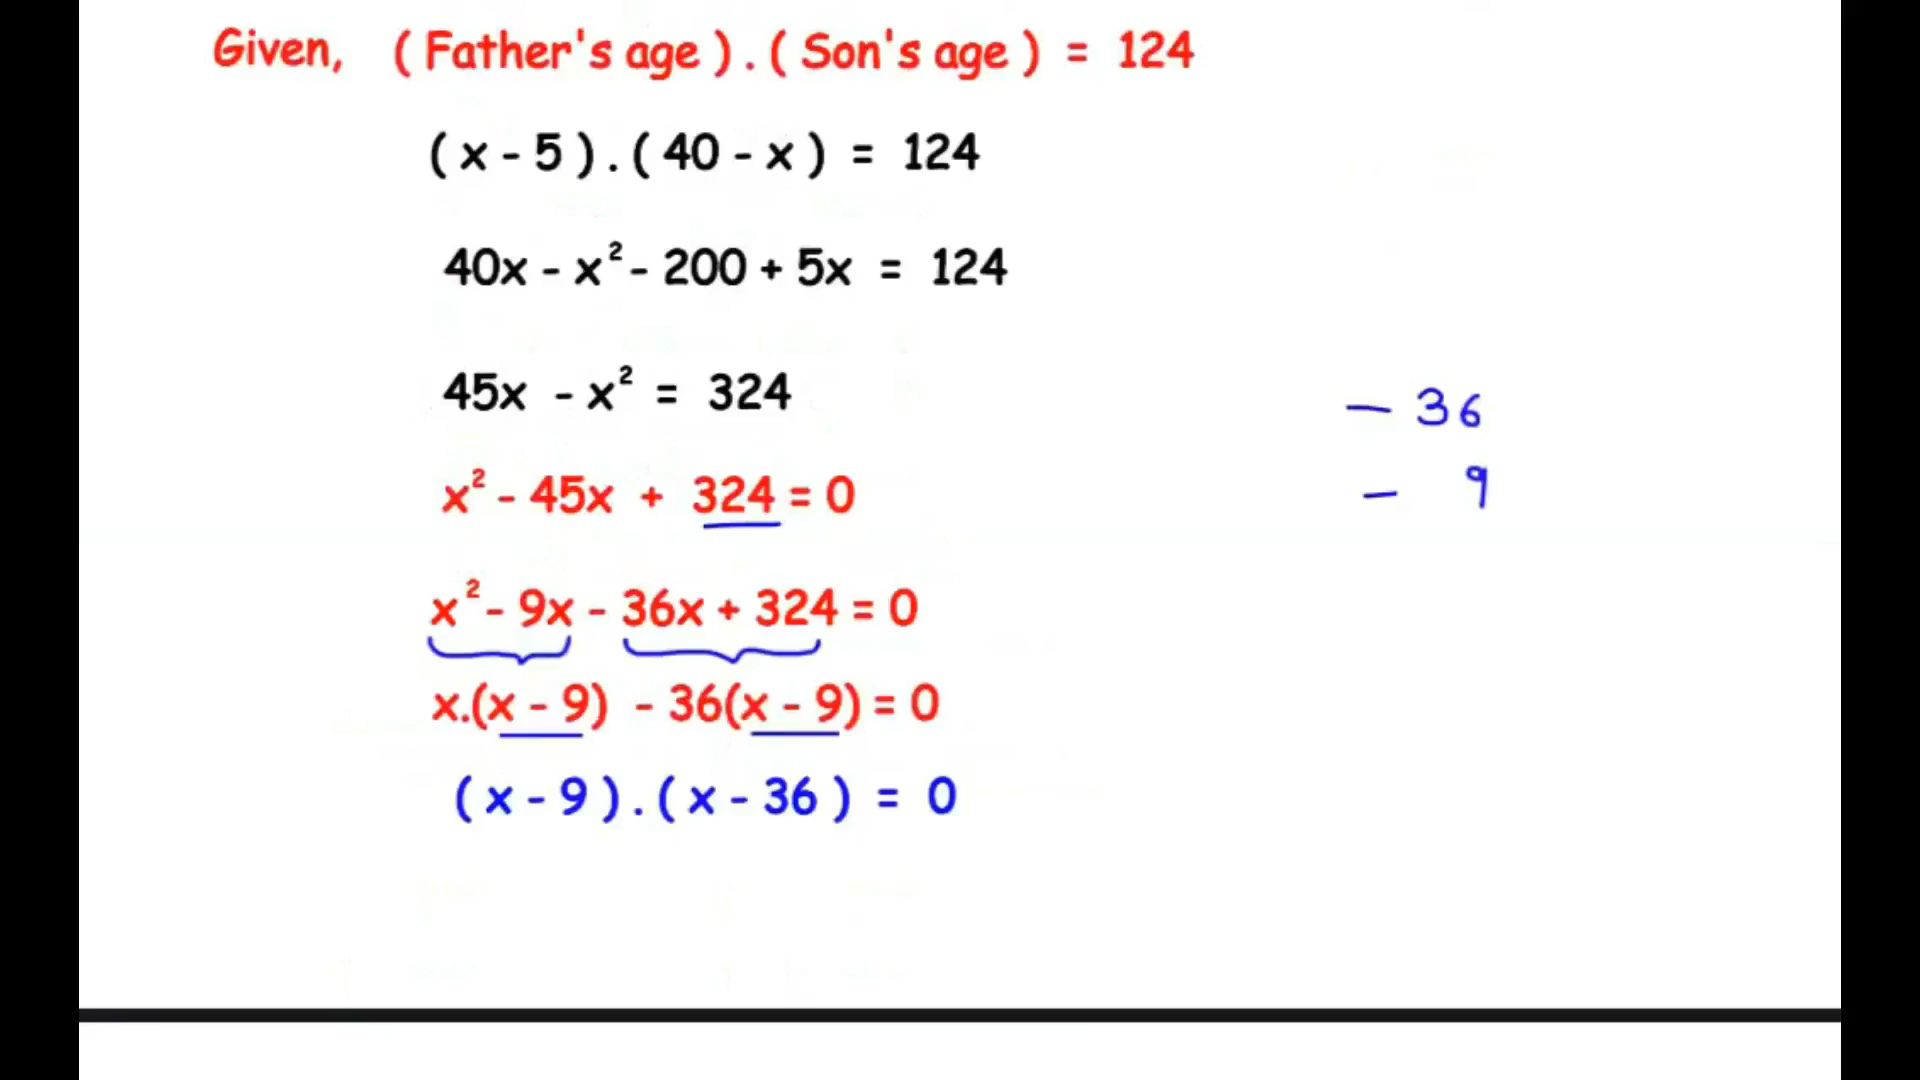 Given, ( Father's age ) . ( Son's age ) = 124
( x - 5 ) . ( 40 - x ) = 124
40x - x² - 200 + 5x = 124
45x - x² = 324
- 36
x² - 45x + 324 = 0
- 9
x² - 9x - 36x + 324 = 0
x.(x - 9) - 36(x - 9) = 0
( x - 9 ) . ( x - 36 ) = 0